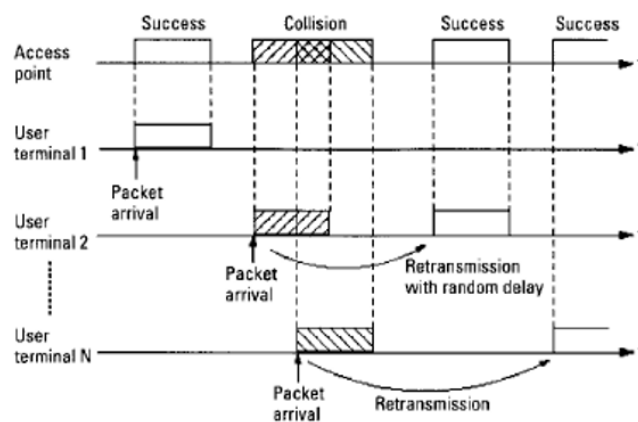 Success
Collision
Success
Success
Access
point
User
terminal 1
Packet
arrival
User
terminal 2
Packet
arrival
Retransmission
with random delay
User
terminal N
Packet
arrival
Retransmission